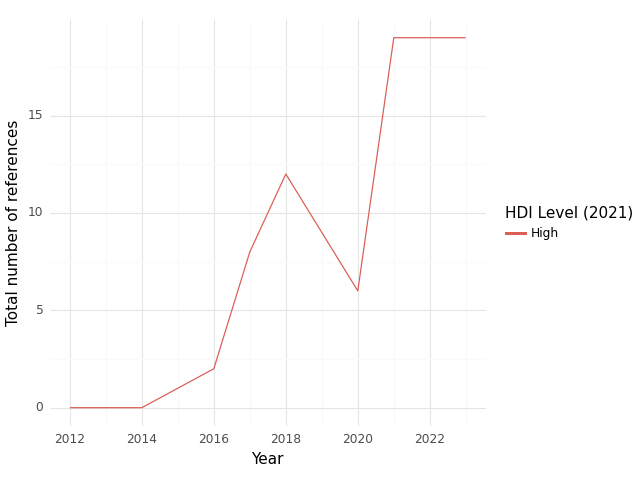 15
10
5
0
2012 2014 2016 2018 2020 2022
Year
Total number of references
HDI Level (2021)
High